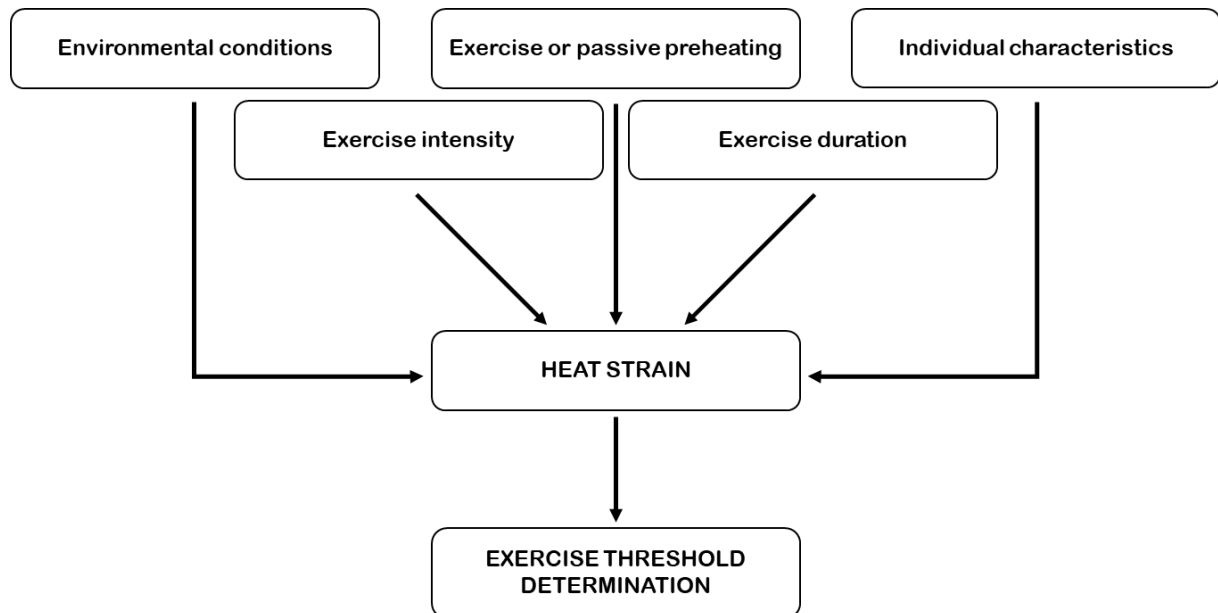 Environmental conditions
Exercise or passive preheating
Individual characteristics
Exercise intensity
Exercise duration
HEAT STRAIN
EXERCISE THRESHOLD
DETERMINATION